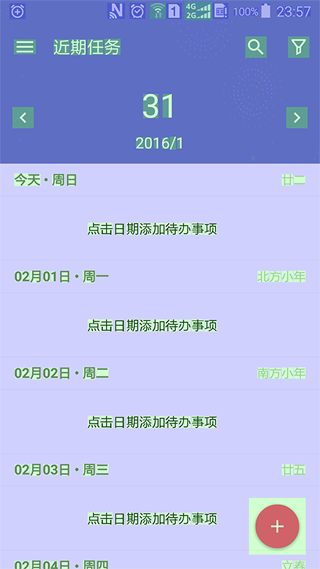 4G
2G
1
100%
23:57
近期任务
31
2016/1
今天•周日
廿二
点击日期添加待办事项
02月01日•周一
北方小年
点击日期添加待办事项
02月02日•周二
南方小年
点击日期添加待办事项
02月03日•周三
廿五
点击日期添加待办事项
02月04日•周四
立春